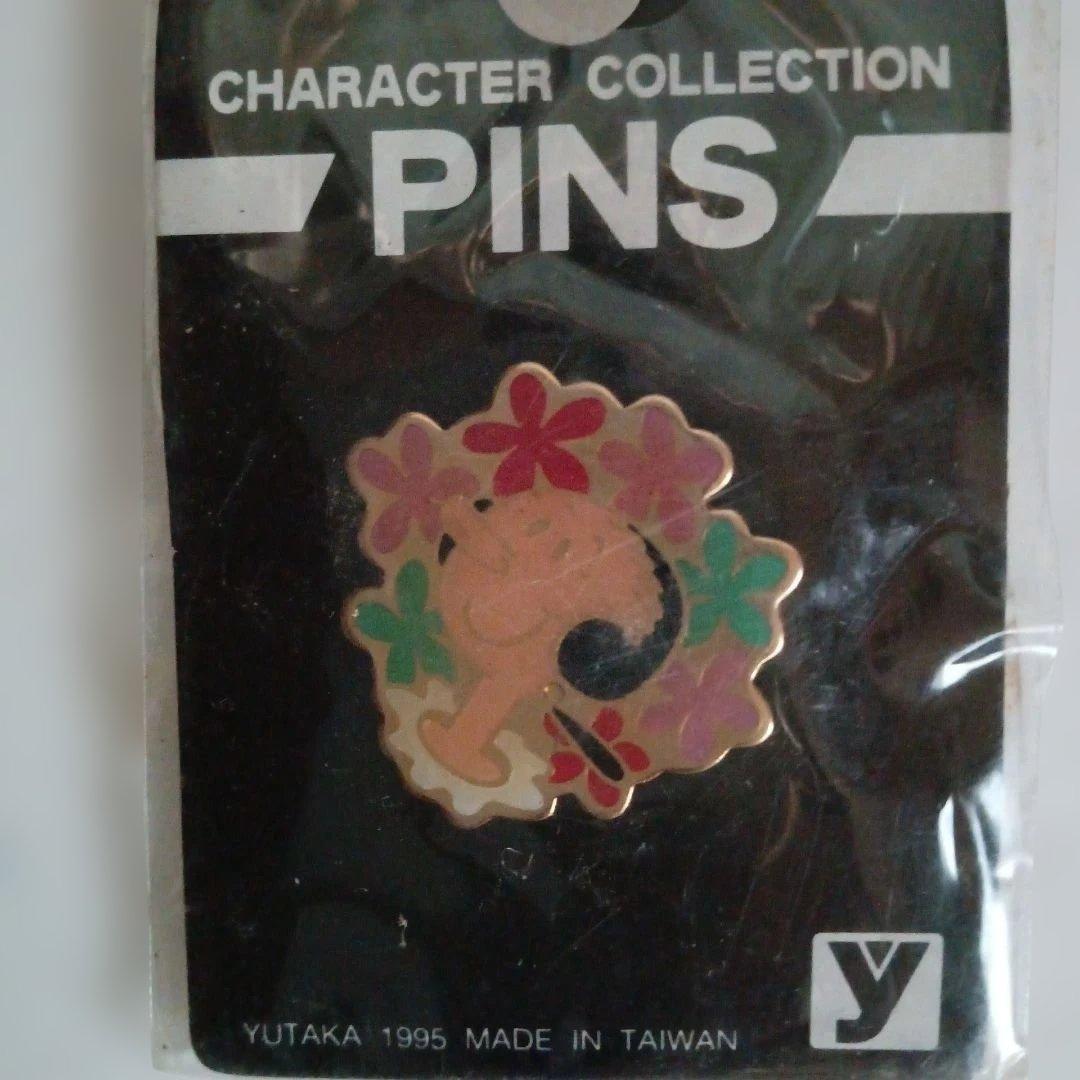 CHARACTER COLLECTION
PINS
y
YUTAKA 1995 MADE IN TAIWAN